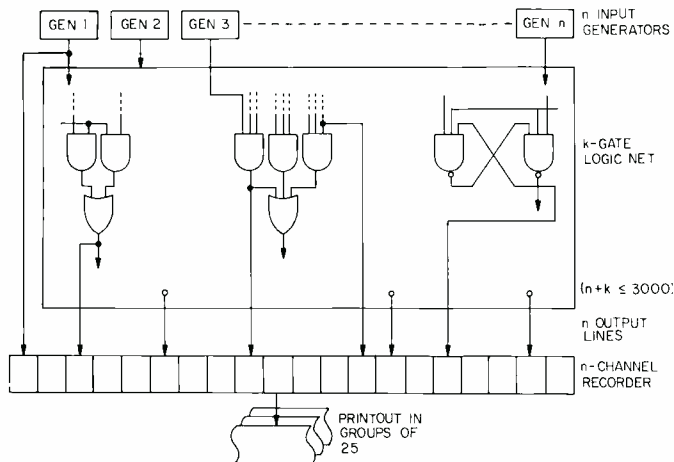 GEN 1
GEN 2
GEN 3
GEN n
n INPUT
GENERATORS
k-GATE
LOGIC NET
(n+k ≤ 3000)
n OUTPUT
LINES
n-CHANNEL
RECORDER
PRINTOUT IN
GROUPS OF
25